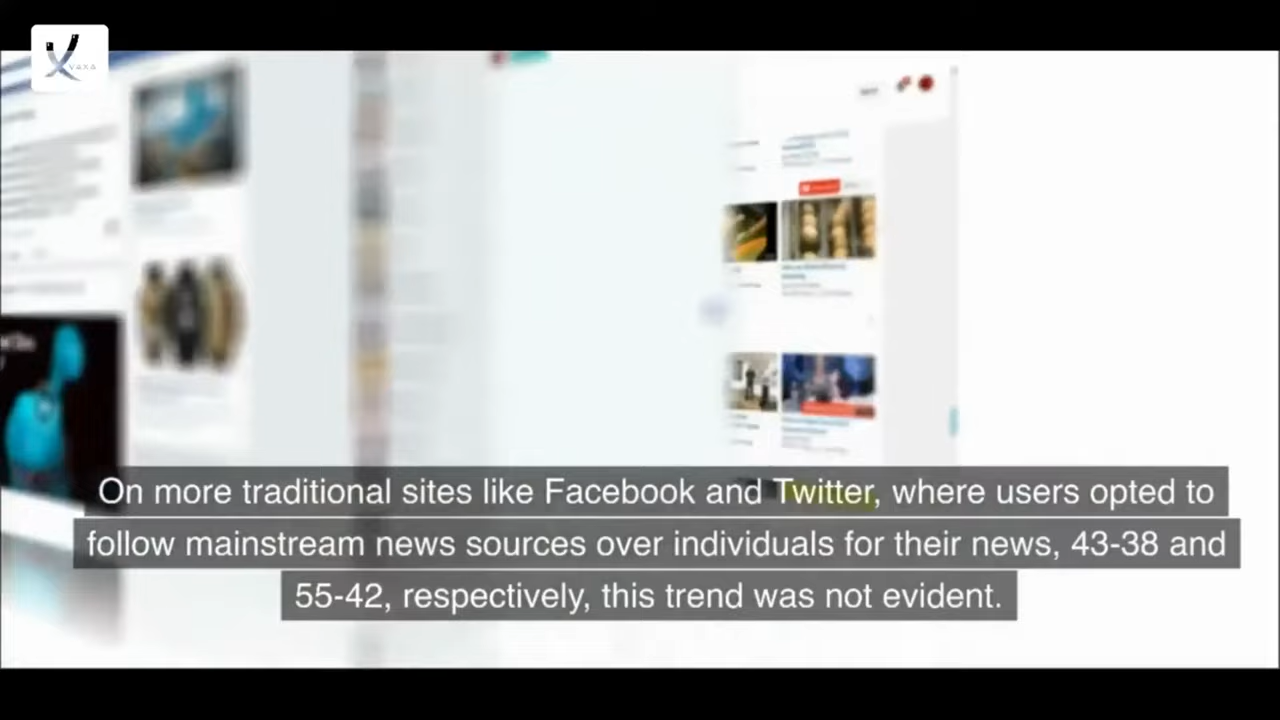 VAXA
On more traditional sites like Facebook and Twitter, where users opted to
follow mainstream news sources over individuals for their news, 43-38 and
55-42, respectively, this trend was not evident.